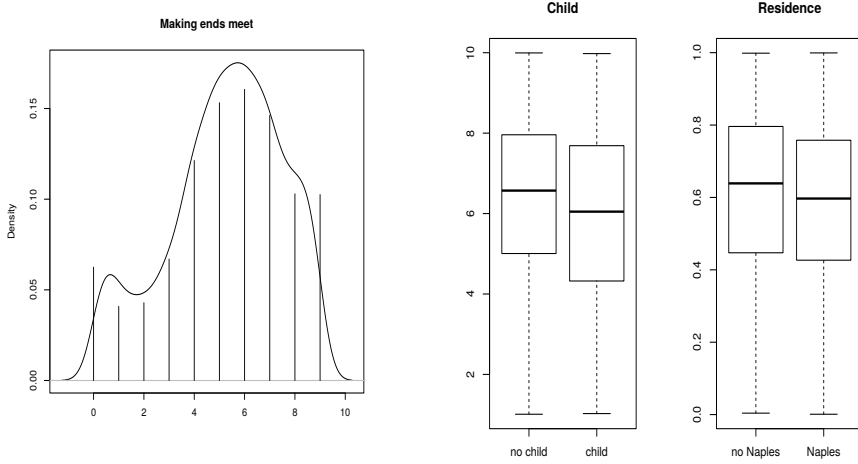 Making ends meet
Density
0.00
0.05
0.10
0.15
0
2
4
6
8
10
Child
2
4
6
8
10
no child
child
Residence
0.0
0.2
0.4
0.6
0.8
1.0
no Naples
Naples